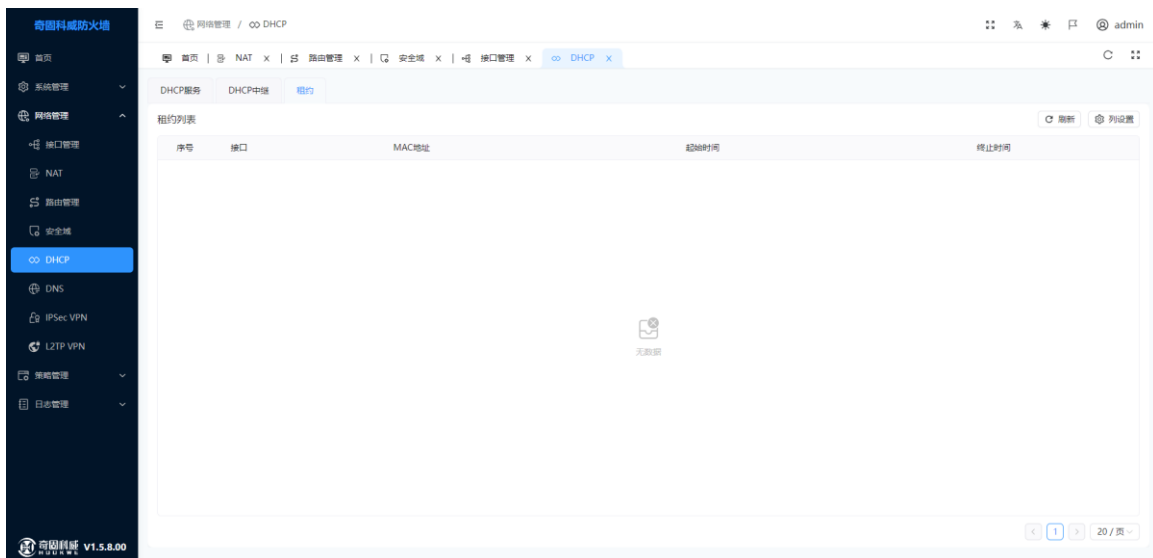 奇固科威防火墙
网络管理 / DHCP
admin
首页
系统管理
网络管理
接口管理
NAT
路由管理
安全域
DHCP
DNS
IPSec VPN
L2TP VPN
策略管理
日志管理
奇固科威 V1.5.8.00
首页 | NAT x | 路由管理 x | 安全域 x | 接口管理 x DHCP x
DHCP服务 DHCP中继 租约
租约列表
刷新 列设置
序号 接口 MAC地址 起始时间 终止时间
无数据
1 20 / 页